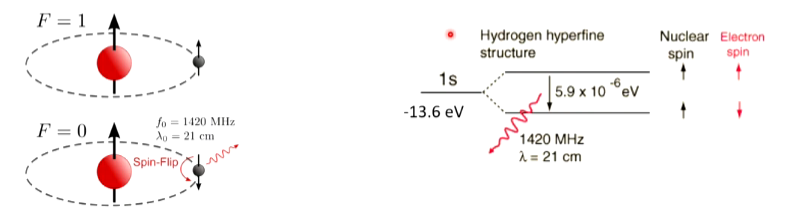 F = 1
F = 0
f₀ = 1420 MHz
λ₀ = 21 cm
Spin-Flip
Hydrogen hyperfine
structure
Nuclear
spin
Electron
spin
1s
-13.6 eV
5.9 x 10⁻⁶eV
1420 MHz
λ = 21 cm